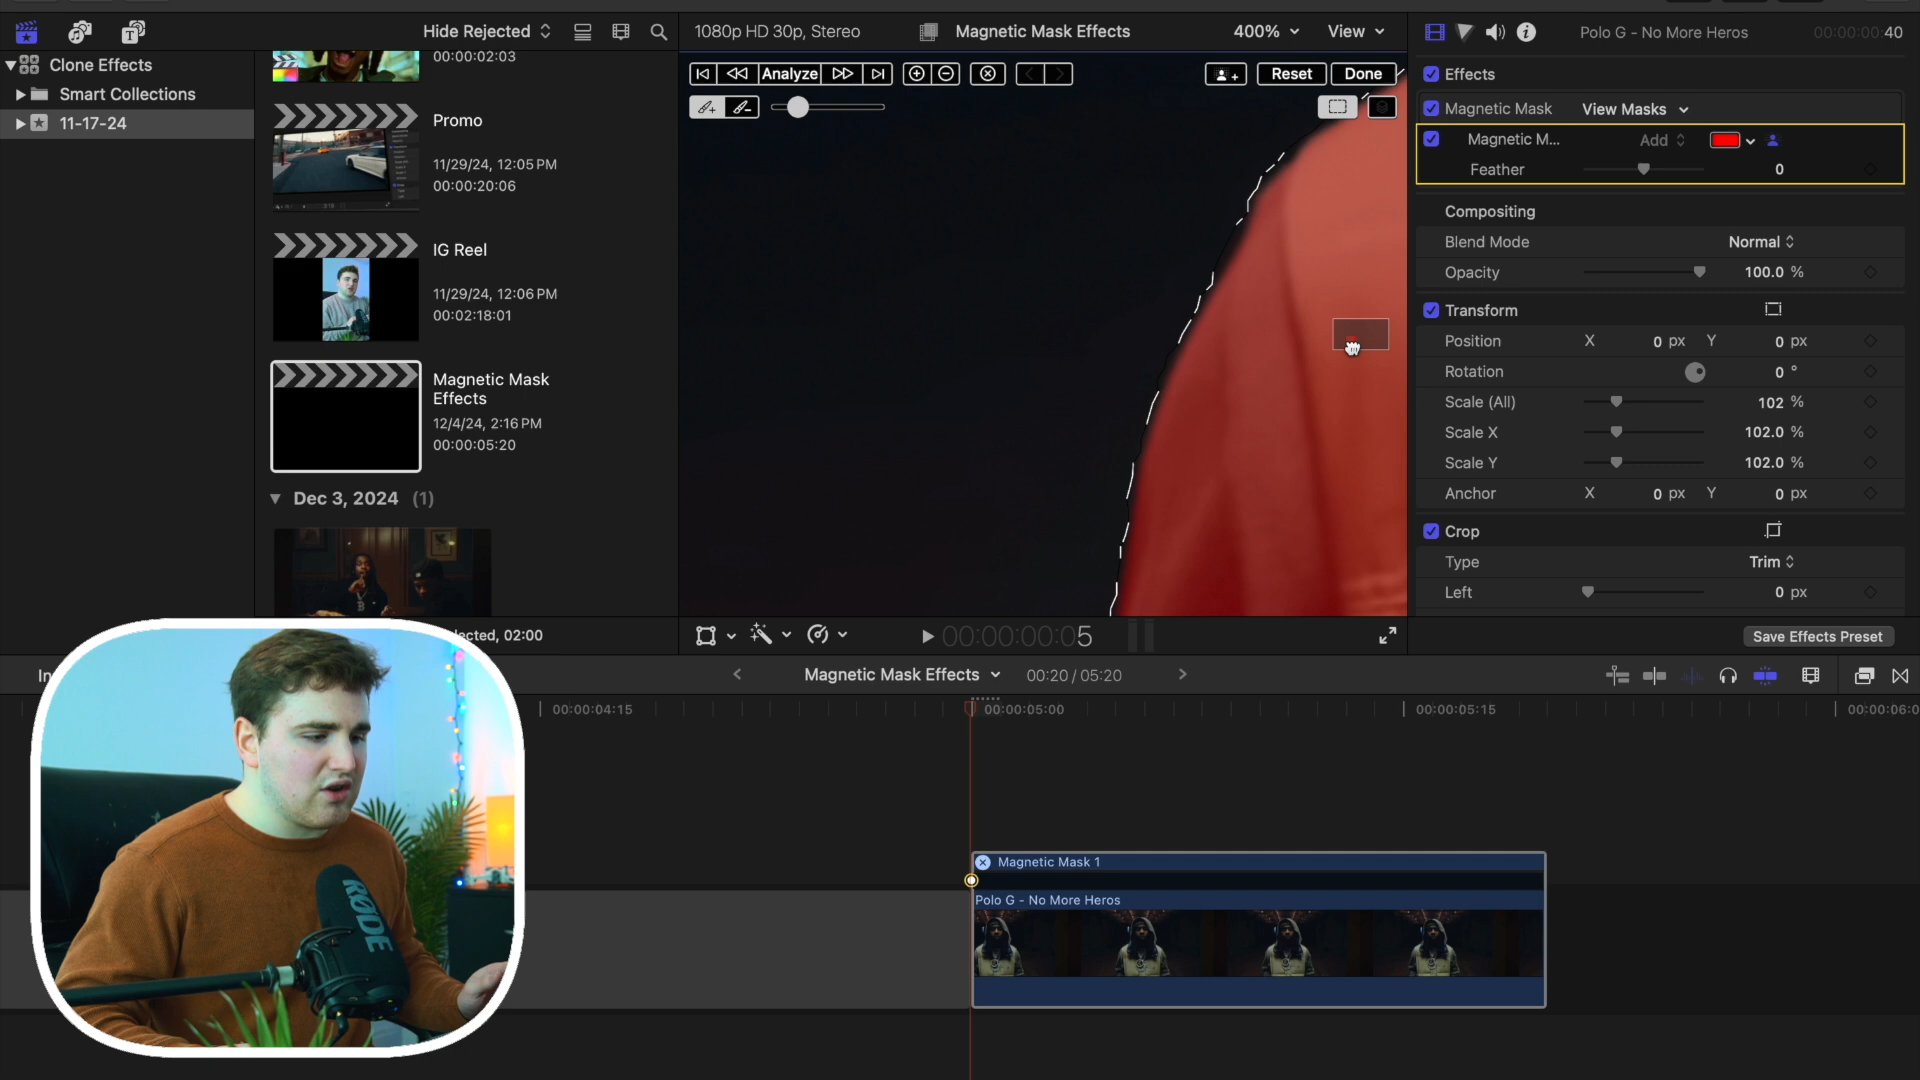 Hide Rejected
1080p HD 30p, Stereo
Magnetic Mask Effects
400%
View
Polo G - No More Heros
00:00:00:40
Clone Effects
Smart Collections
11-17-24
00:00:02:03
Promo
11/29/24, 12:05 PM
00:00:20:06
IG Reel
11/29/24, 12:06 PM
00:02:18:01
Magnetic Mask
Effects
12/4/24, 2:16 PM
00:00:05:20
Dec 3, 2024 (1)
ected, 02:00
Analyze
Reset
Done
00:00:00:05
Effects
Magnetic Mask
View Masks
Magnetic M...
Add
Feather
0
Compositing
Blend Mode
Normal
Opacity
100.0 %
Transform
Position
X 0 px Y 0 px
Rotation
0 °
Scale (All)
102 %
Scale X
102.0 %
Scale Y
102.0 %
Anchor
X 0 px Y 0 px
Crop
Type
Trim
Left
0 px
Save Effects Preset
In
Magnetic Mask Effects
00:20 / 05:20
00:00:04:15
00:00:05:00
00:00:05:15
00:00:06:0
Magnetic Mask 1
Polo G - No More Heros
RØDE